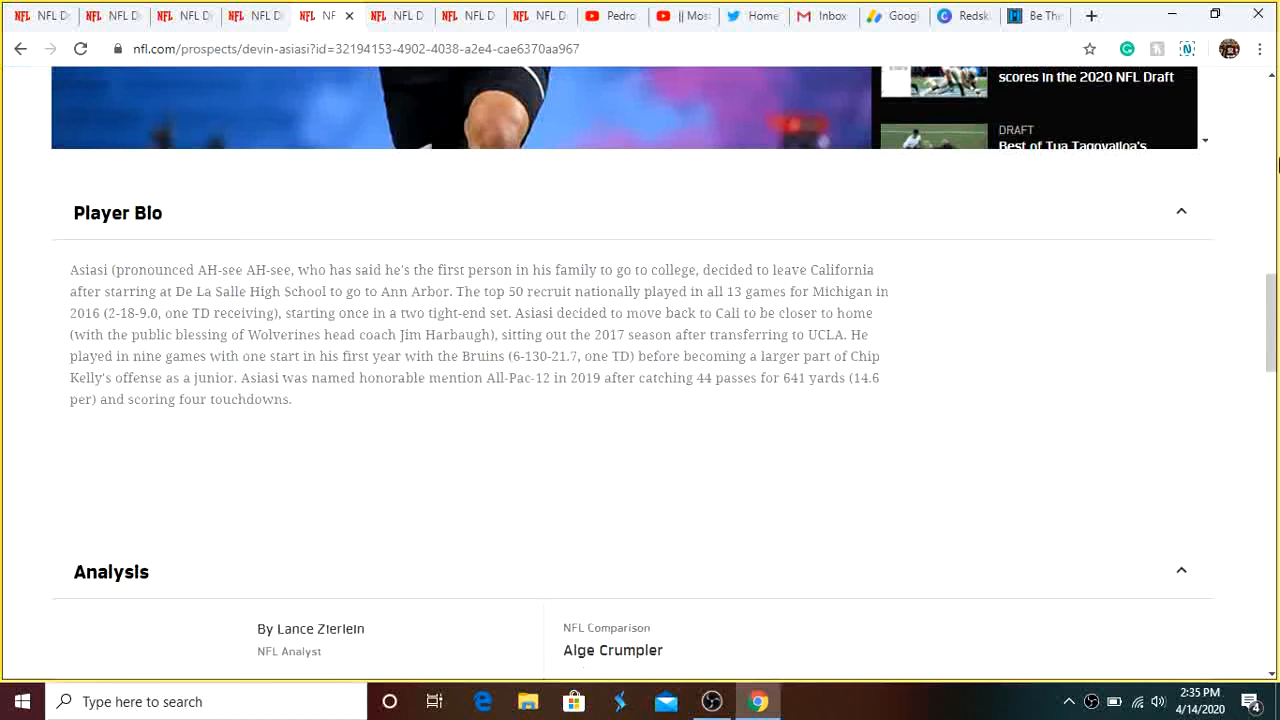 NFL D
NFL D
NFL D
NFL D
NF
NFL D
NFL D
NFL D
Pedro
|| Mos
Home
Inbox
Googl
Redsk
Be The
nfl.com/prospects/devin-asiasi?id=32194153-4902-4038-a2e4-cae6370aa967
scores in the 2020 NFL Draft
DRAFT
Best of Tua Tagovailoa's
Player Bio
Asiasi (pronounced AH-see AH-see, who has said he's the first person in his family to go to college, decided to leave California
after starring at De La Salle High School to go to Ann Arbor. The top 50 recruit nationally played in all 13 games for Michigan in
2016 (2-18-9.0, one TD receiving), starting once in a two tight-end set. Asiasi decided to move back to Cali to be closer to home
(with the public blessing of Wolverines head coach Jim Harbaugh), sitting out the 2017 season after transferring to UCLA. He
played in nine games with one start in his first year with the Bruins (6-130-21.7, one TD) before becoming a larger part of Chip
Kelly's offense as a junior. Asiasi was named honorable mention All-Pac-12 in 2019 after catching 44 passes for 641 yards (14.6
per) and scoring four touchdowns.
Analysis
By Lance Zierlein
NFL Analyst
NFL Comparison
Alge Crumpler
Type here to search
2:35 PM
4/14/2020
4